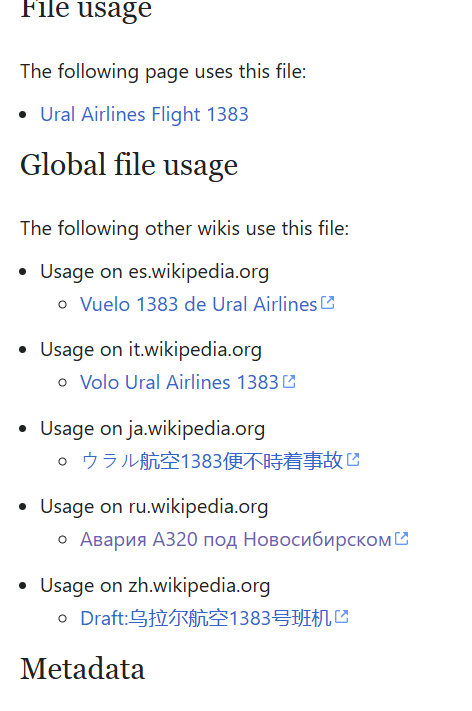 File usage
The following page uses this file:
Ural Airlines Flight 1383
Global file usage
The following other wikis use this file:
Usage on es.wikipedia.org
Vuelo 1383 de Ural Airlines
Usage on it.wikipedia.org
Volo Ural Airlines 1383
Usage on ja.wikipedia.org
ウラル航空1383便不時着事故
Usage on ru.wikipedia.org
Авария A320 под Новосибирском
Usage on zh.wikipedia.org
Draft:乌拉尔航空1383号班机
Metadata